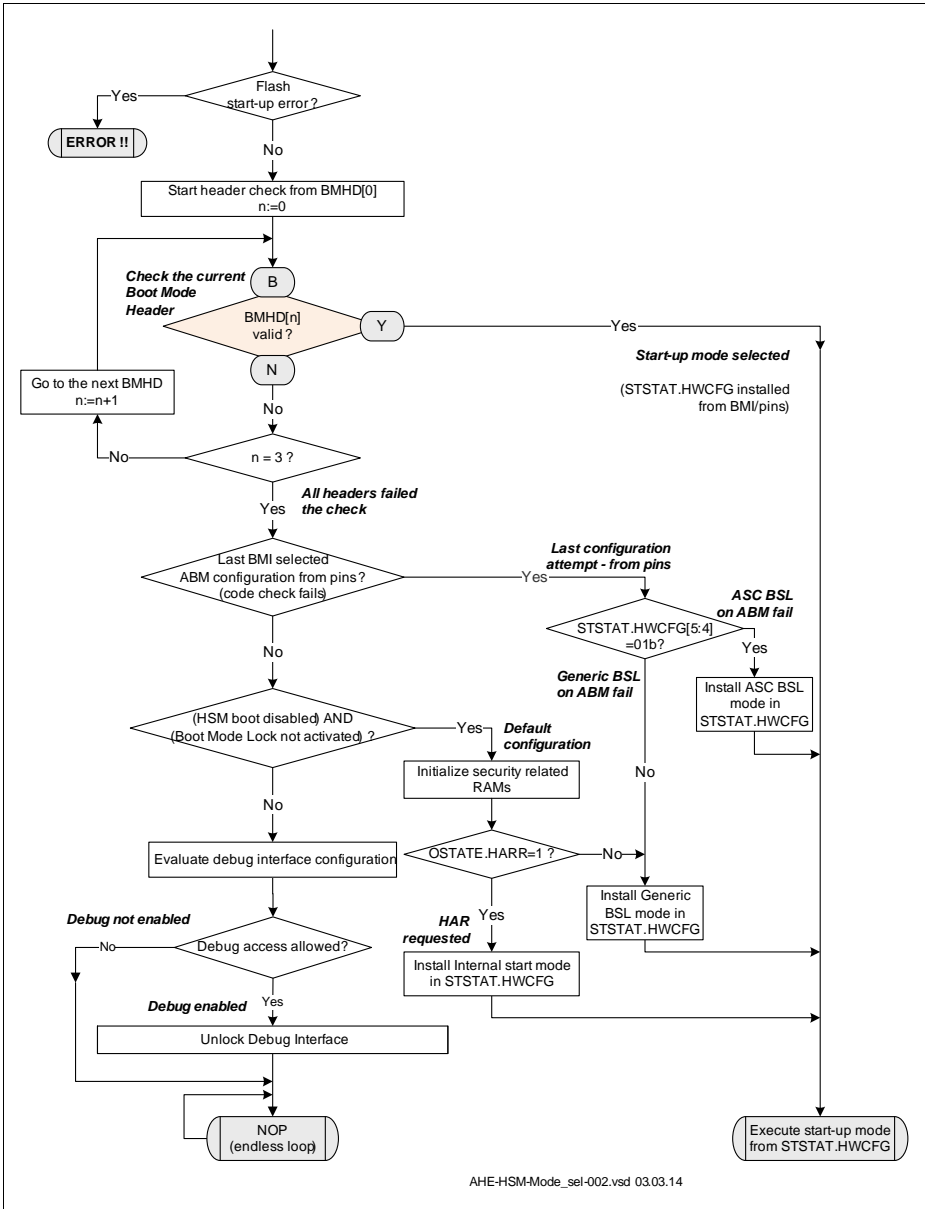 Flash
start-up error ?
Yes
ERROR !!
No
Start header check from BMHD[0]
n:=0
Check the current
Boot Mode
Header
B
BMHD[n]
valid ?
Y
Yes
N
Start-up mode selected
(STSTAT.HWCFG installed
from BMI/pins)
Go to the next BMHD
n:=n+1
No
No
n = 3 ?
Yes
All headers failed
the check
Last BMI selected
ABM configuration from pins?
(code check fails)
Yes
Last configuration
attempt - from pins
STSTAT.HWCFG[5:4]
=01b?
ASC BSL
on ABM fail
Yes
Install ASC BSL
mode in
STSTAT.HWCFG
No
Generic BSL
on ABM fail
No
(HSM boot disabled) AND
(Boot Mode Lock not activated) ?
Yes
Default
configuration
Initialize security related
RAMs
No
Evaluate debug interface configuration
OSTATE.HARR=1 ?
No
Install Generic
BSL mode in
STSTAT.HWCFG
Yes
HAR
requested
Install Internal start mode
in STSTAT.HWCFG
Debug not enabled
No
Debug access allowed?
Debug enabled
Yes
Unlock Debug Interface
NOP
(endless loop)
Execute start-up mode
from STSTAT.HWCFG
AHE-HSM-Mode_sel-002.vsd 03.03.14